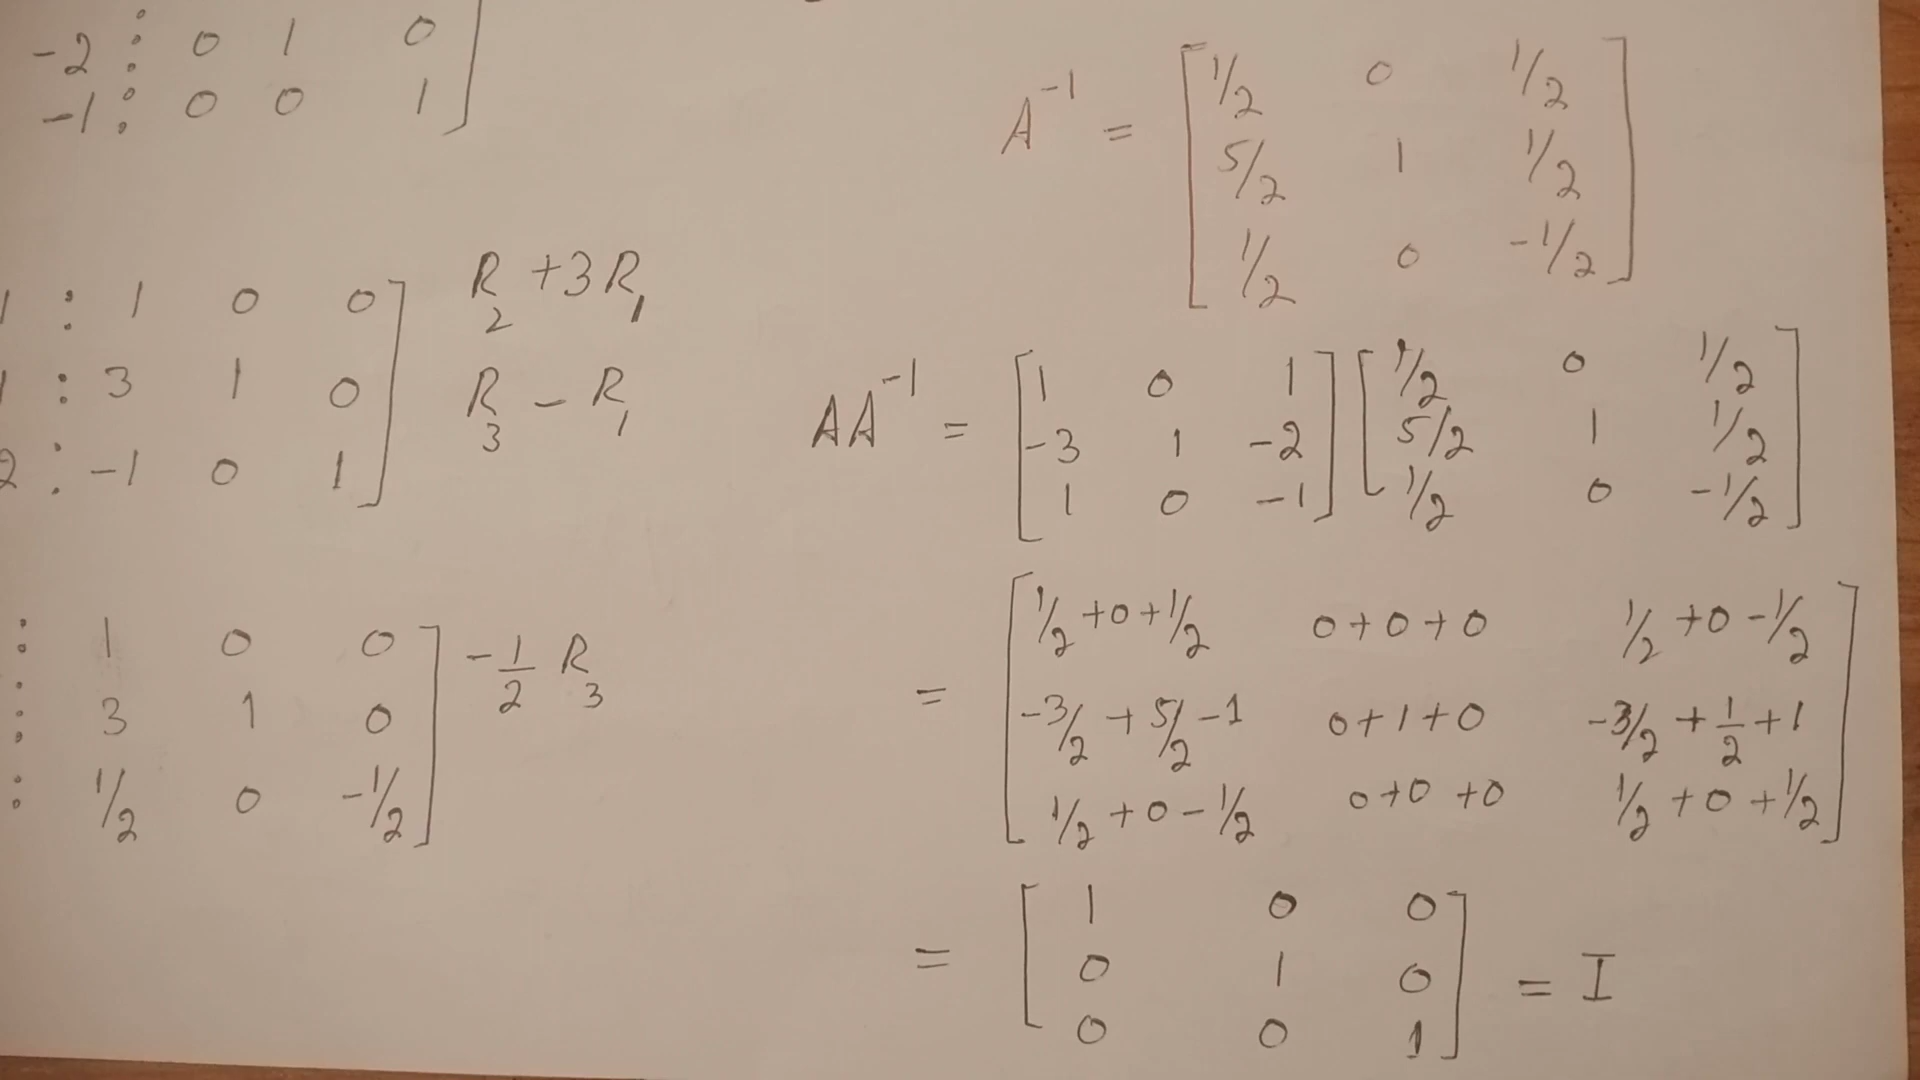 -2 : 0 1 0 ]
-1 : 0 0 1 ]
1 : 1 0 0 ] R2 + 3R1
1 : 3 1 0 ] R3 - R1
2 : -1 0 1 ]
: 1 0 0 ] -1/2 R3
: 3 1 0 ]
: 1/2 0 -1/2 ]
A^-1 = [ 1/2 0 1/2 ]
[ 5/2 1 1/2 ]
[ 1/2 0 -1/2 ]
AA^-1 = [ 1 0 1 ] [ 1/2 0 1/2 ]
[ -3 1 -2 ] [ 5/2 1 1/2 ]
[ 1 0 -1 ] [ 1/2 0 -1/2 ]
= [ 1/2+0+1/2 0+0+0 1/2+0-1/2 ]
[ -3/2+5/2-1 0+1+0 -3/2+1/2+1 ]
[ 1/2+0-1/2 0+0+0 1/2+0+1/2 ]
= [ 1 0 0 ] = I
[ 0 1 0 ]
[ 0 0 1 ]